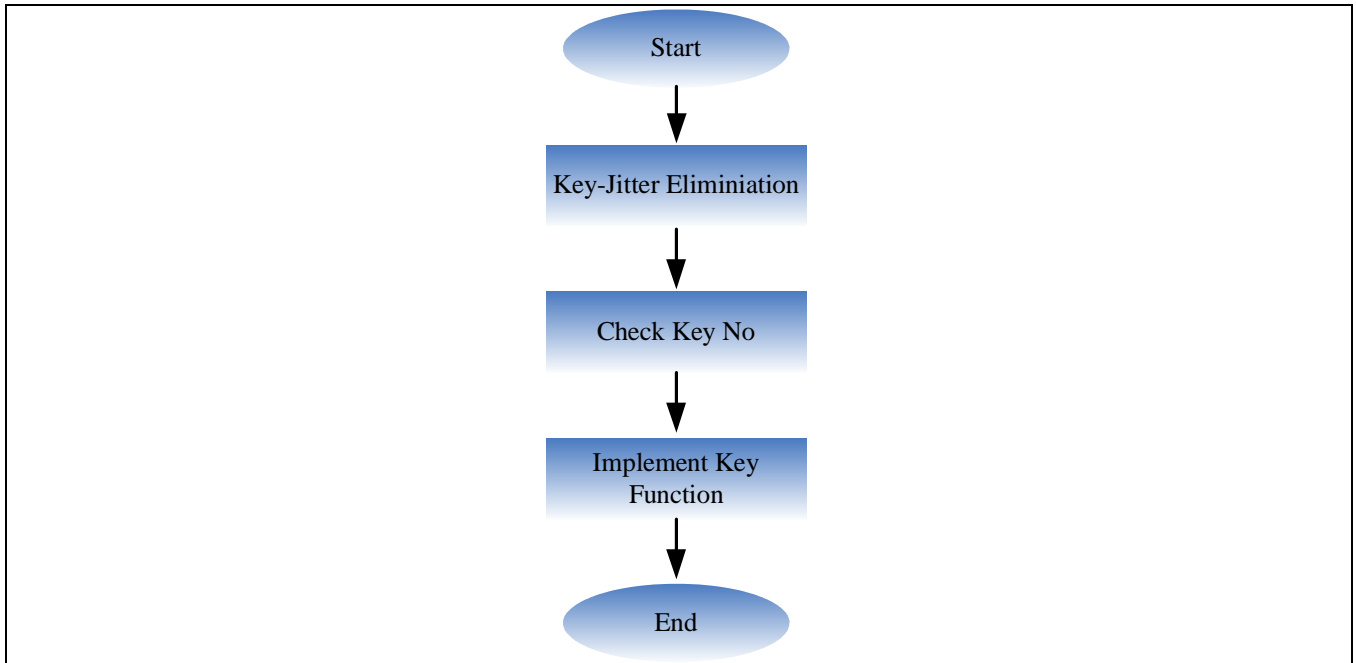 Start
Key-Jitter Eliminiation
Check Key No
Implement Key
Function
End